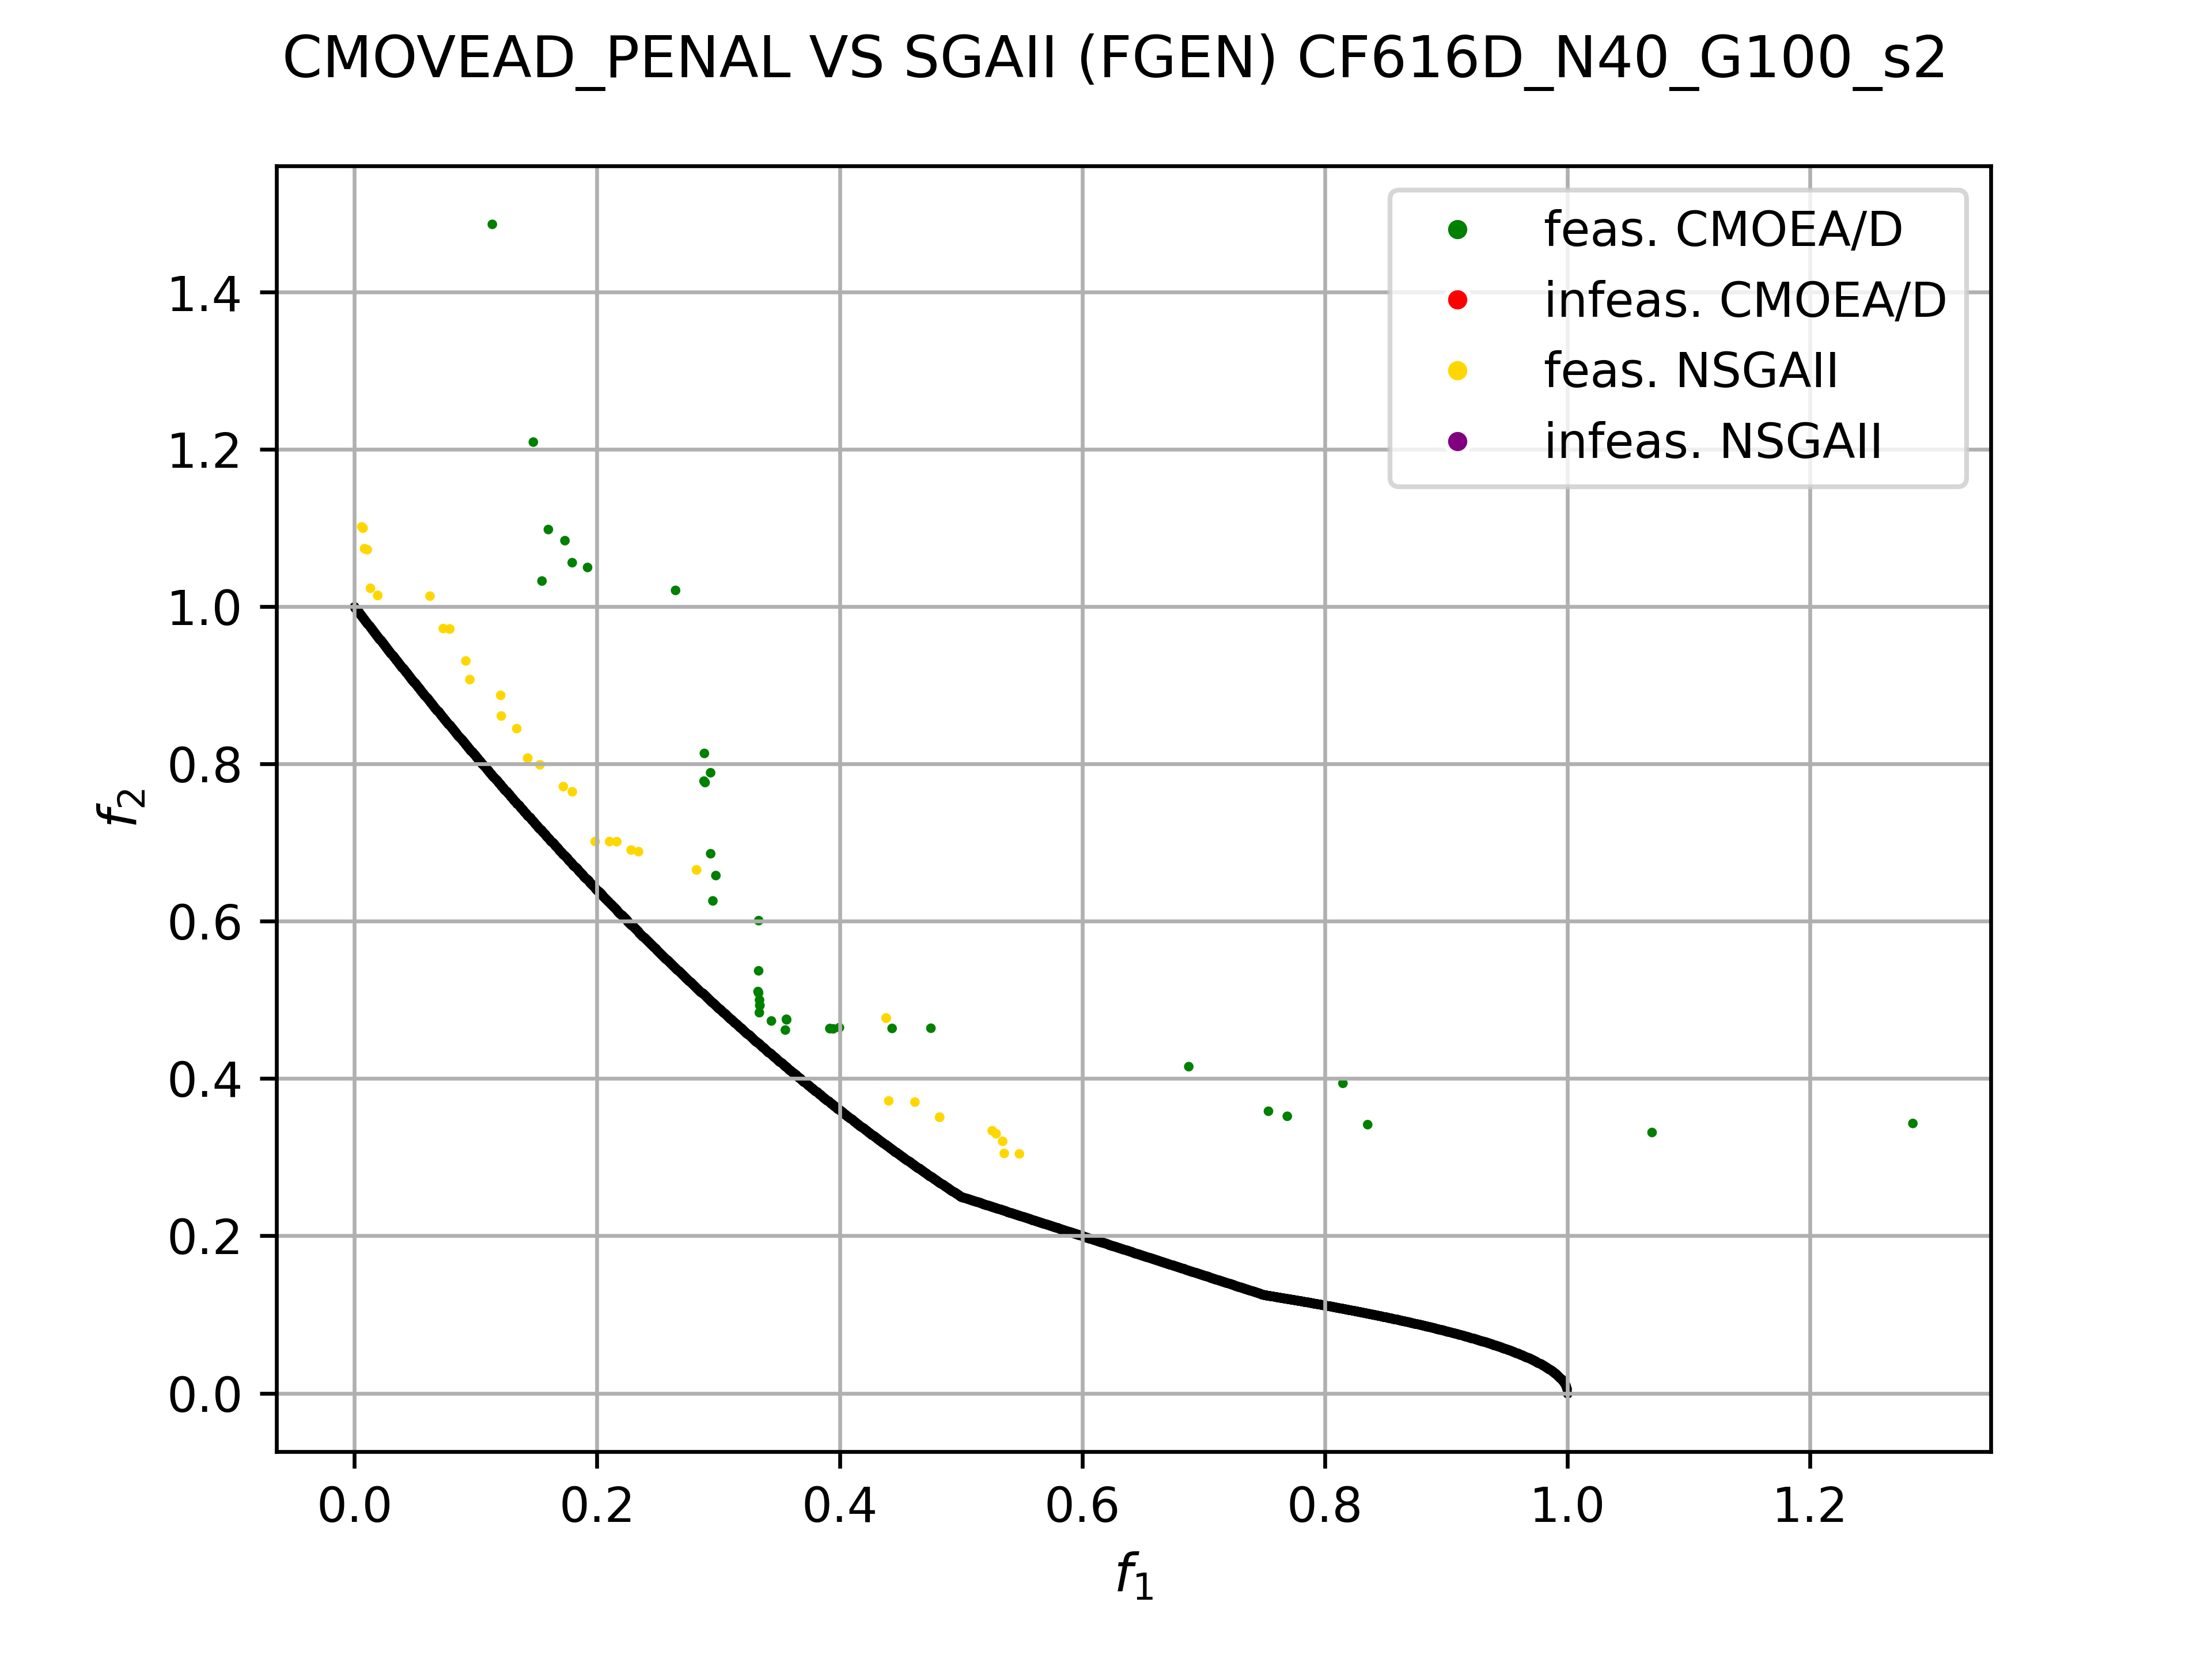 CMOVEAD_PENAL VS SGAII (FGEN) CF616D_N40_G100_s2
feas. CMOEA/D
infeas. CMOEA/D
feas. NSGAII
infeas. NSGAII
1.4
1.2
1.0
0.8
0.6
0.4
0.2
0.0
f2
0.0 0.2 0.4 0.6 0.8 1.0 1.2
f1